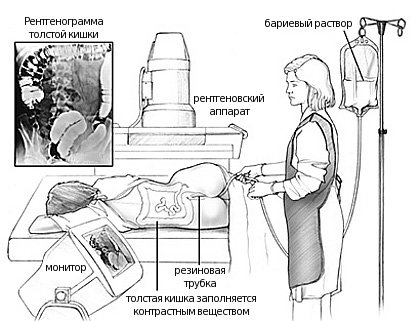 Рентгенограмма
толстой кишки
бариевый раствор
рентгеновский
аппарат
монитор
резиновая
трубка
толстая кишка заполняется
контрастным веществом